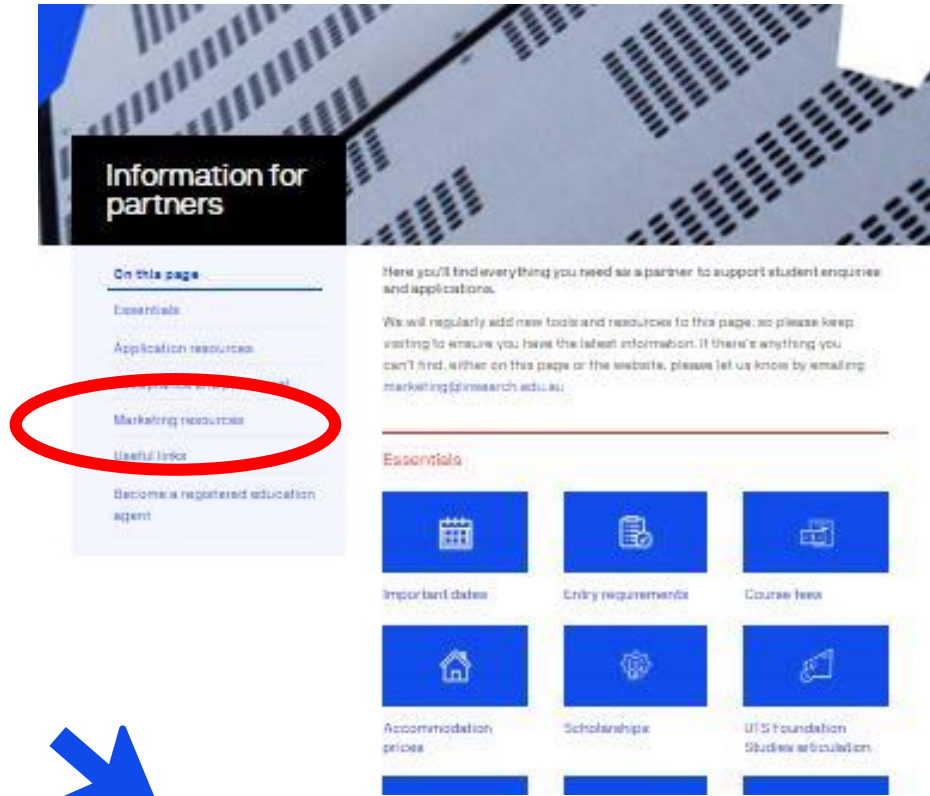 Information for
partners
On this page
Essentials
Application resources
Marketing resources
Useful links
Become a registered education
agent
Here you'll find everything you need as a partner to support student enquiries
and applications.
We will regularly add new tools and resources to this page, so please keep
visiting to ensure you have the latest information. If there's anything you
can't find, either on this page or the website, please let us know by emailing
marketing@insearch.edu.au
Essentials
Important dates
Entry requirements
Course fees
Accommodation
prices
Scholarships
UTS Foundation
Studies articulation